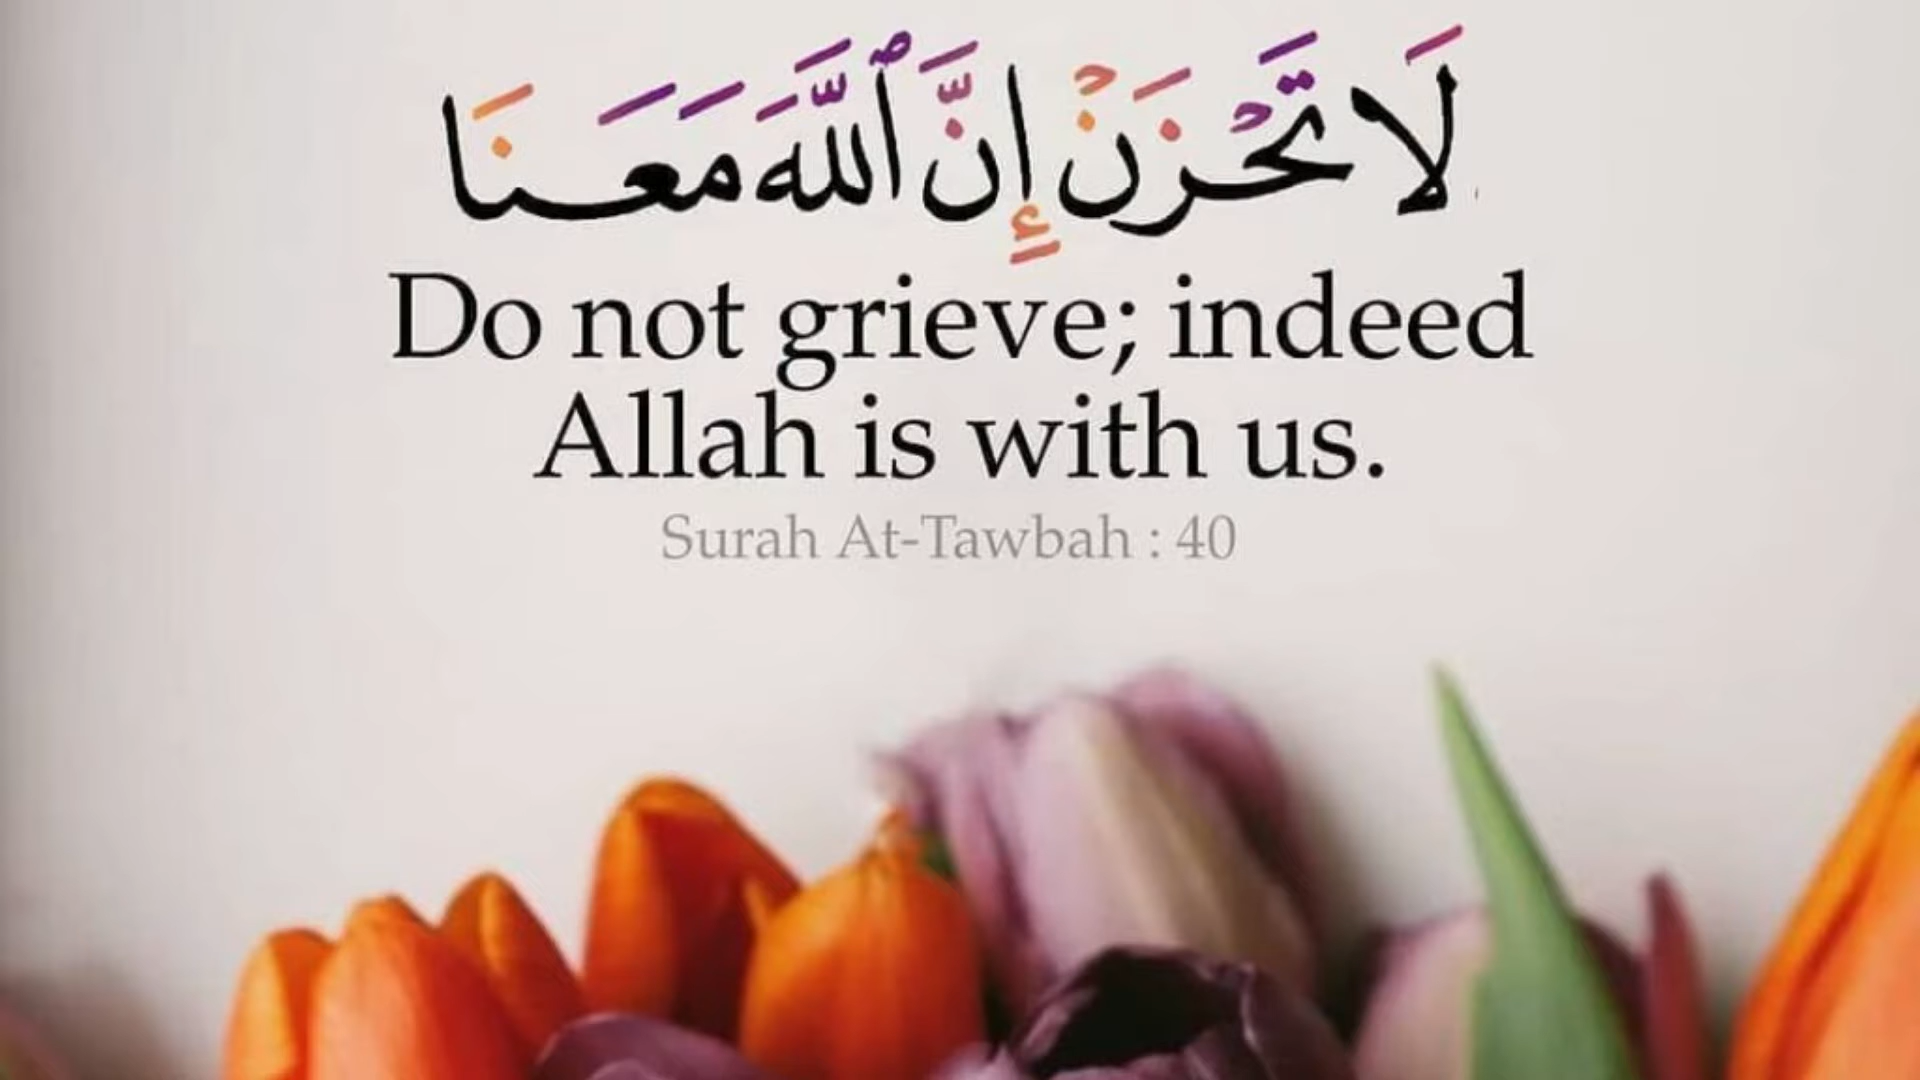 لَا تَحْزَنْ إِنَّ ٱللَّهَ مَعَنَا
Do not grieve; indeed
Allah is with us.
Surah At-Tawbah : 40